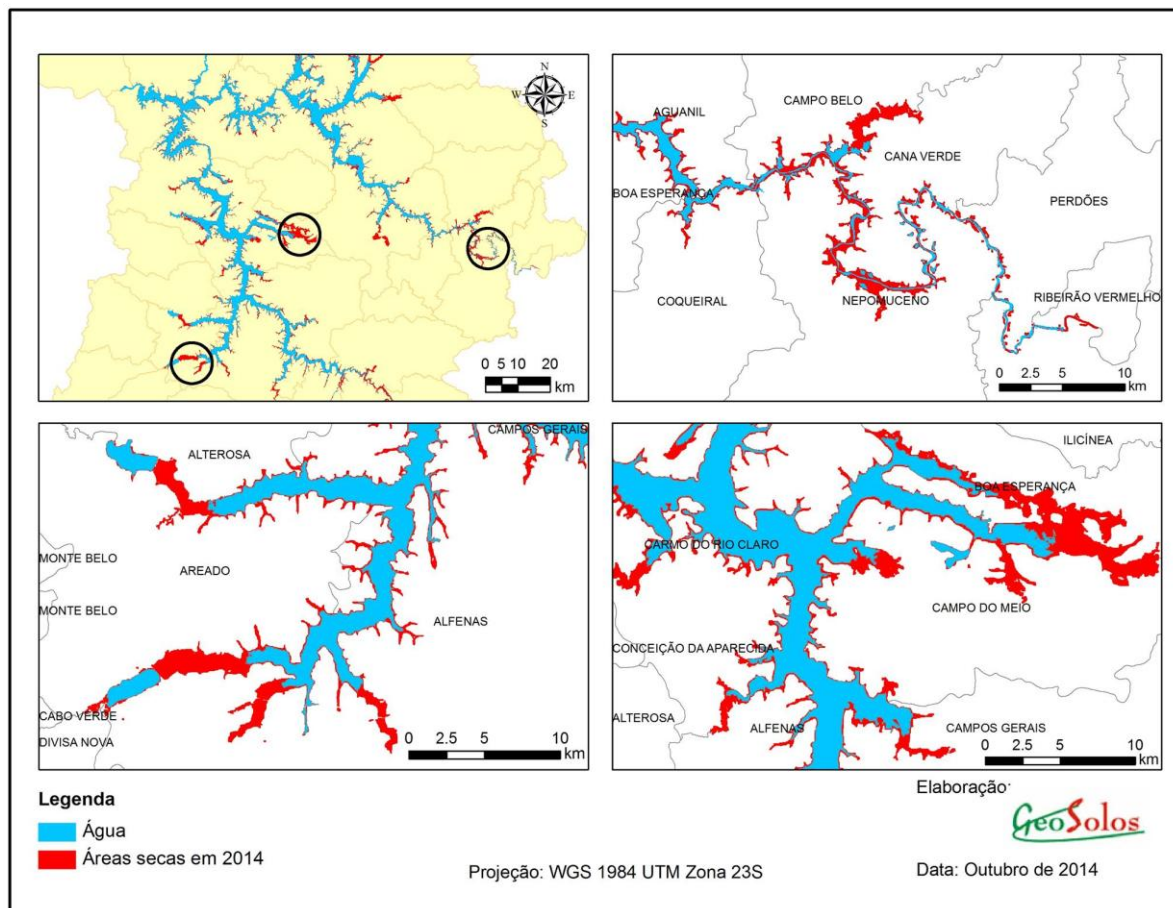 N
W E
S
0 5 10 20
km
CAMPO BELO
AGUANIL
CANA VERDE
BOA ESPERANÇA
PERDÕES
COQUEIRAL
NEPOMUCENO
RIBEIRÃO VERMELHO
0 2.5 5 10
km
CAMPOS GERAIS
ALTEROSA
MONTE BELO
AREADO
MONTE BELO
ALFENAS
CABO VERDE
DIVISA NOVA
0 2.5 5 10
km
ILICÍNEA
BOA ESPERANÇA
CARMO DO RIO CLARO
CAMPO DO MEIO
CONCEIÇÃO DA APARECIDA
ALTEROSA
ALFENAS
CAMPOS GERAIS
0 2.5 5 10
km
Legenda
Água
Áreas secas em 2014
Projeção: WGS 1984 UTM Zona 23S
Elaboração:
GeoSolos
Data: Outubro de 2014